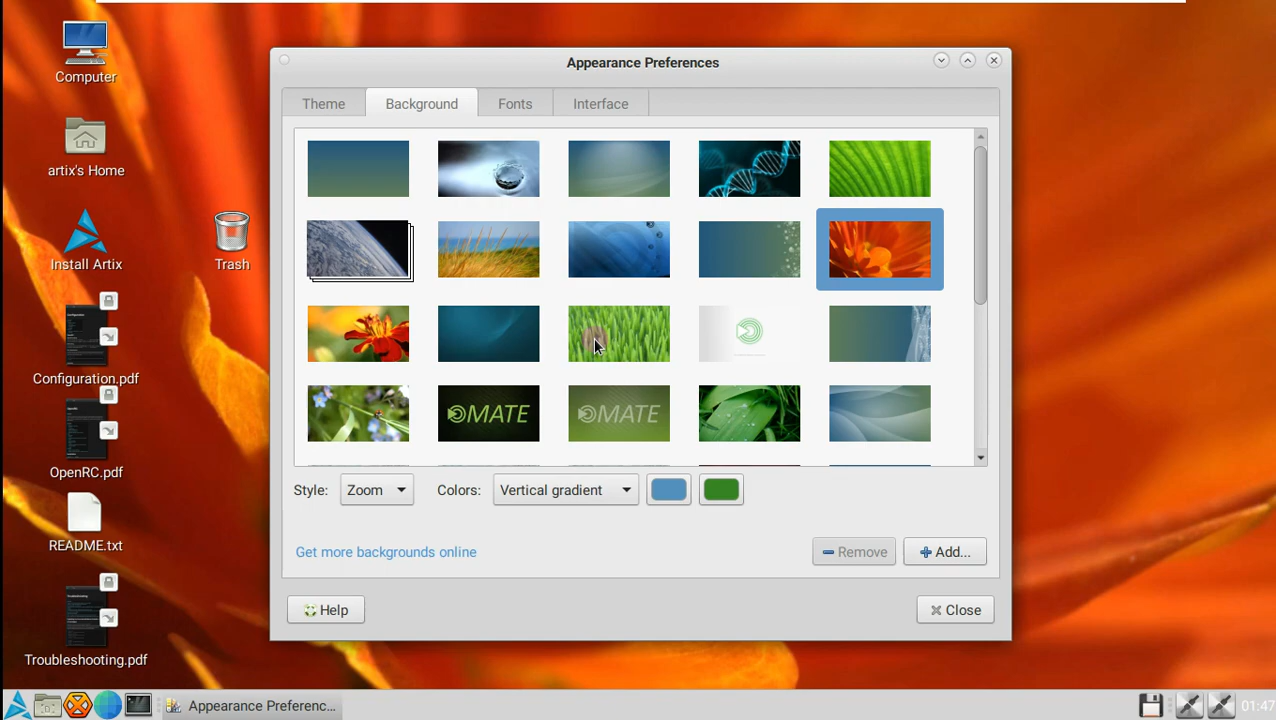 Computer
artix's Home
Install Artix
Trash
Configuration.pdf
OpenRC.pdf
README.txt
Troubleshooting.pdf
Appearance Preferences
Theme
Background
Fonts
Interface
MATE
MATE
Style:
Zoom
Colors:
Vertical gradient
Get more backgrounds online
Remove
Add...
Help
Close
Appearance Preferenc...
01:47